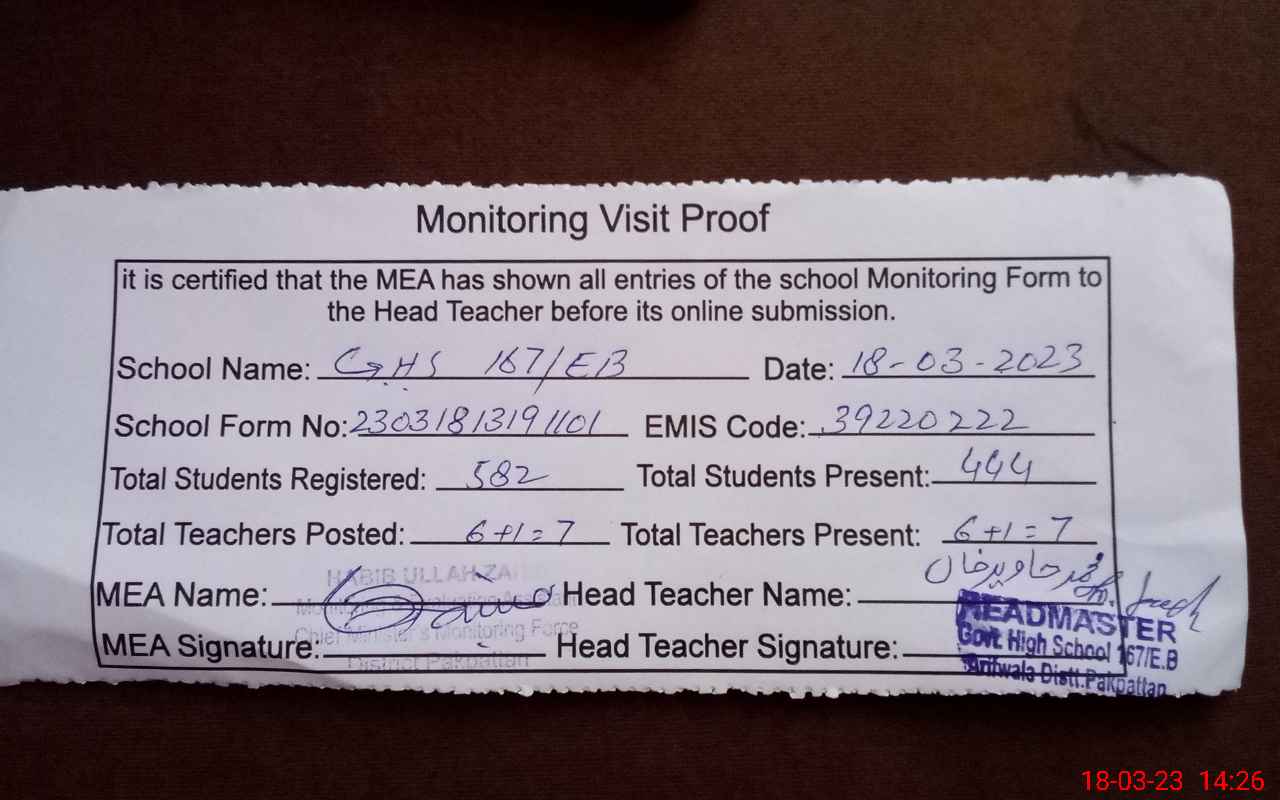 Monitoring Visit Proof
it is certified that the MEA has shown all entries of the school Monitoring Form to
the Head Teacher before its online submission.
School Name: GHS 167/EB Date: 18-03-2023
School Form No: 23031813191101 EMIS Code: 39220222
Total Students Registered: 582 Total Students Present: 444
Total Teachers Posted: 6+1=7 Total Teachers Present: 6+1=7
MEA Name: Head Teacher Name: جاوید خان
MEA Signature: Head Teacher Signature:
HABIB ULLAH
Monitoring & Evaluation Assistant
Chief Minister's Monitoring Force
District Pakpattan
HEADMASTER
Govt. High School 167/E.B
Arifwala Distt. Pakpattan
18-03-23 14:26